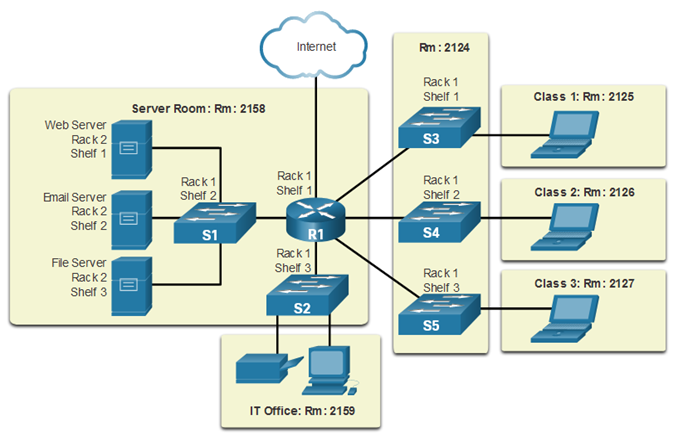 Internet
Server Room: Rm: 2158
Web Server
Rack 2
Shelf 1
Email Server
Rack 2
Shelf 2
File Server
Rack 2
Shelf 3
Rack 1
Shelf 2
S1
Rack 1
Shelf 1
R1
Rack 1
Shelf 3
S2
IT Office: Rm: 2159
Rm: 2124
Rack 1
Shelf 1
S3
Rack 1
Shelf 2
S4
Rack 1
Shelf 3
S5
Class 1: Rm: 2125
Class 2: Rm: 2126
Class 3: Rm: 2127